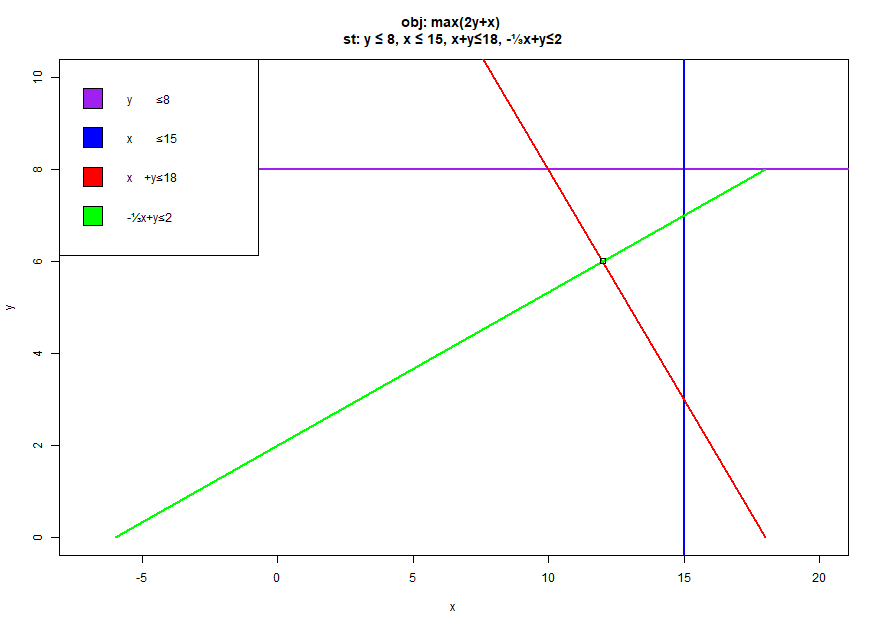 obj: max(2y+x)
st: y ≤ 8, x ≤ 15, x+y≤18, -⅓x+y≤2
y ≤8
x ≤15
x +y≤18
-⅓x+y≤2
10
8
6
4
2
0
y
-5 0 5 10 15 20
x